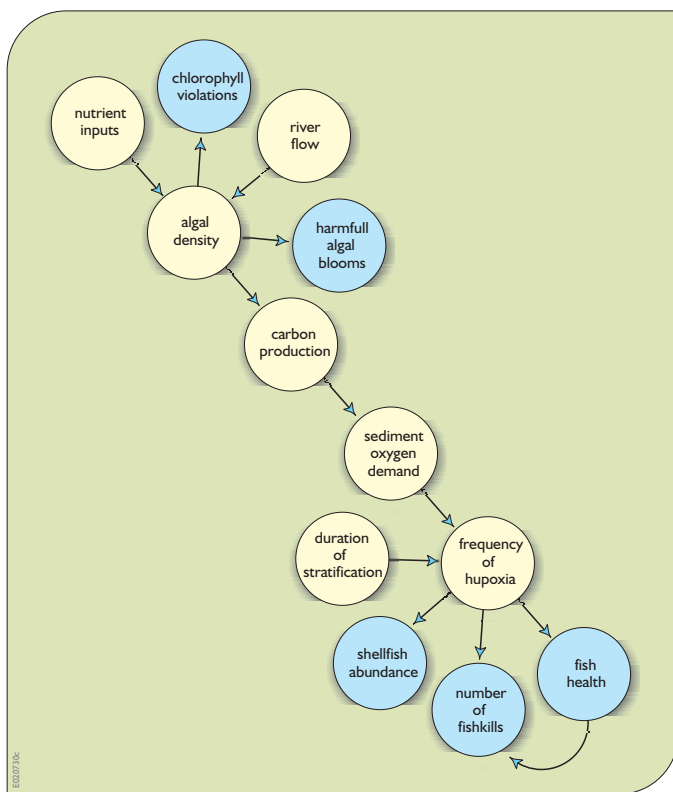 chlorophyll
violations
nutrient
inputs
river
flow
algal
density
harmfull
algal
blooms
carbon
production
sediment
oxygen
demand
duration
of
stratification
frequency
of
hupoxia
shellfish
abundance
number
of
fishkills
fish
health
E020730c